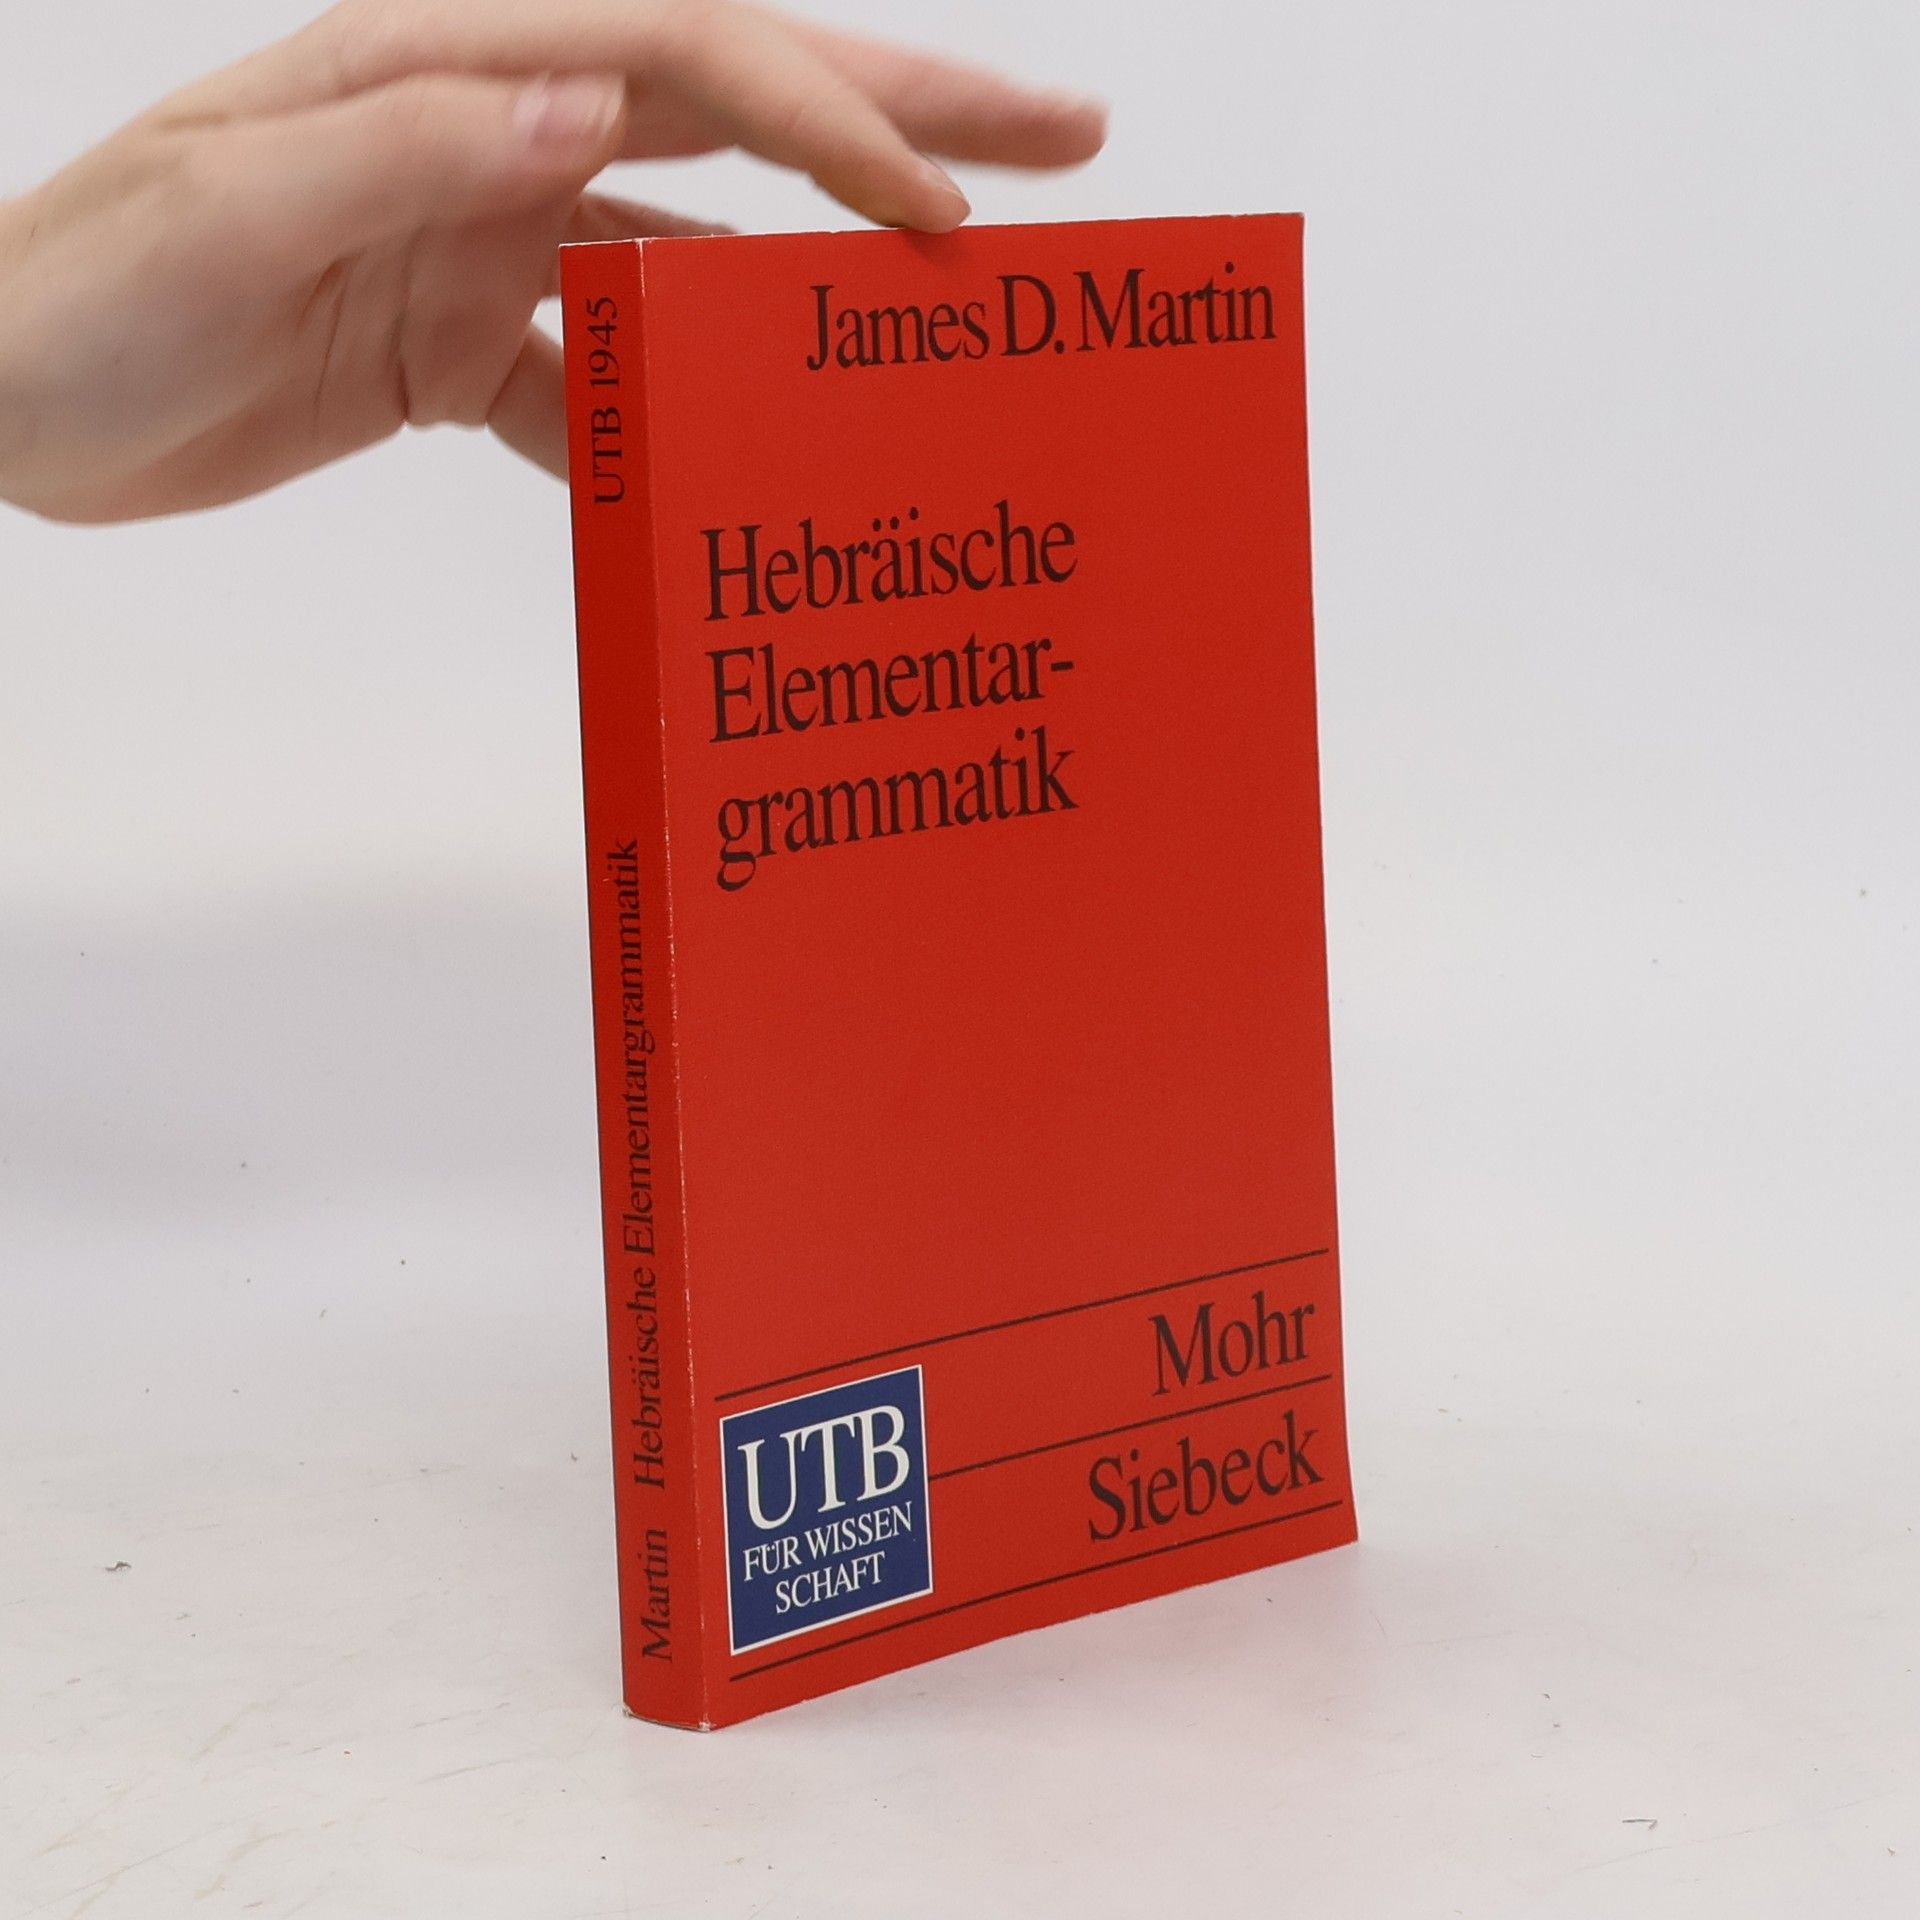 James D. Martin
Hebräische
Elementar-
grammatik
Mohr
Siebeck
UTB
FÜR WISSEN
SCHAFT
Martin Hebräische Elementargrammatik UTB 1945